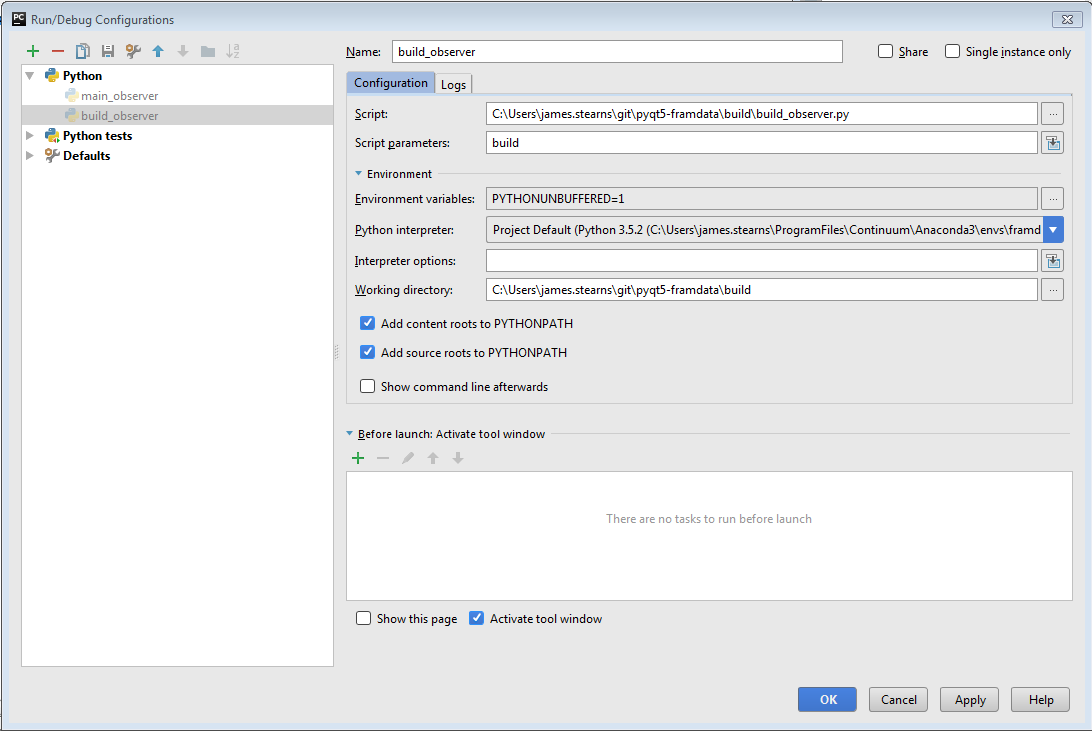 PC Run/Debug Configurations
Name: build_observer Share Single instance only
Python
main_observer
build_observer
Python tests
Defaults
Configuration Logs
Script: C:\Users\james.stearns\git\pyqt5-framdata\build\build_observer.py ...
Script parameters: build
Environment
Environment variables: PYTHONUNBUFFERED=1 ...
Python interpreter: Project Default (Python 3.5.2 (C:\Users\james.stearns\ProgramFiles\Continuum\Anaconda3\envs\framd
Interpreter options:
Working directory: C:\Users\james.stearns\git\pyqt5-framdata\build ...
Add content roots to PYTHONPATH
Add source roots to PYTHONPATH
Show command line afterwards
Before launch: Activate tool window
There are no tasks to run before launch
Show this page Activate tool window
OK Cancel Apply Help